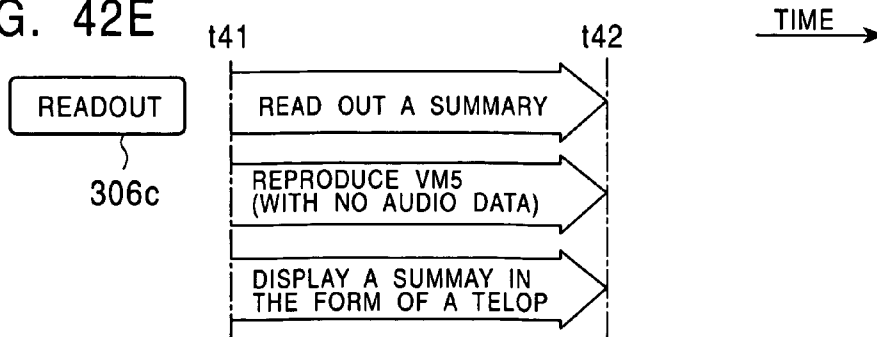 G. 42E
t41
t42
TIME
READOUT
306c
READ OUT A SUMMARY
REPRODUCE VM5
(WITH NO AUDIO DATA)
DISPLAY A SUMMAY IN
THE FORM OF A TELOP